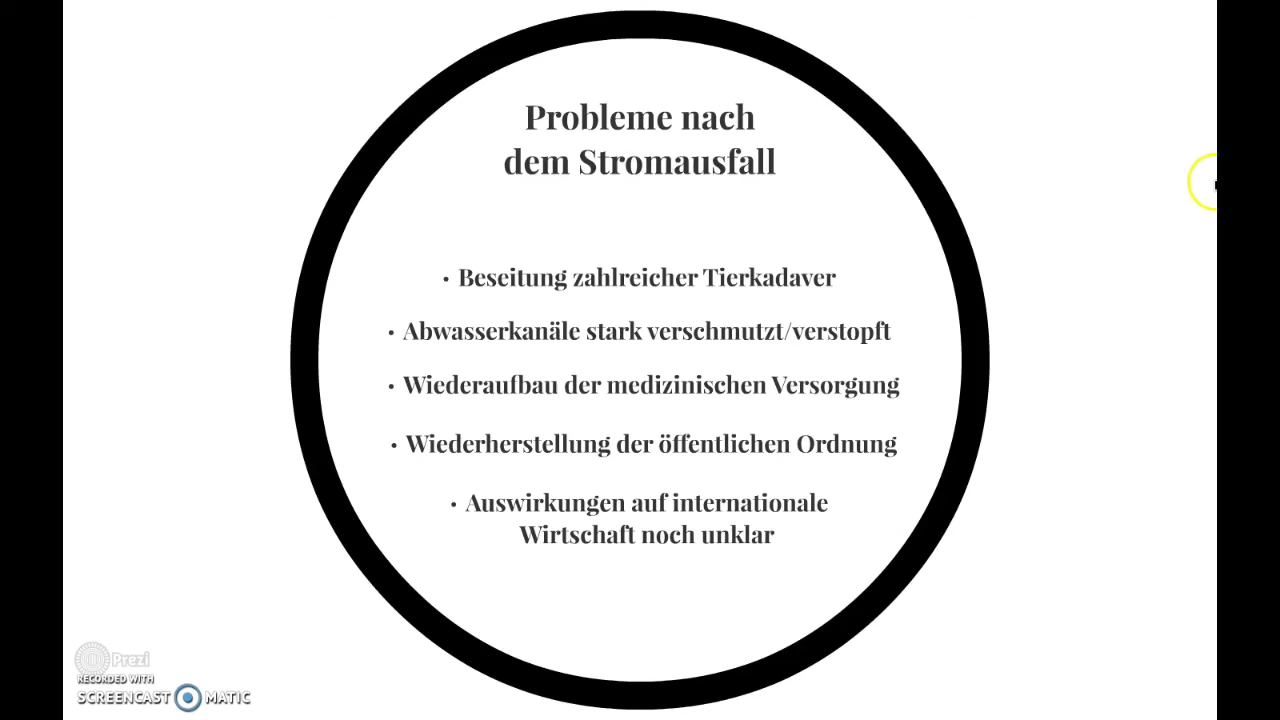 Probleme nach
dem Stromausfall
• Beseitung zahlreicher Tierkadaver
• Abwasserkanäle stark verschmutzt/verstopft
• Wiederaufbau der medizinischen Versorgung
• Wiederherstellung der öffentlichen Ordnung
• Auswirkungen auf internationale
Wirtschaft noch unklar
Prezi
RECORDED WITH
SCREENCAST MATIC